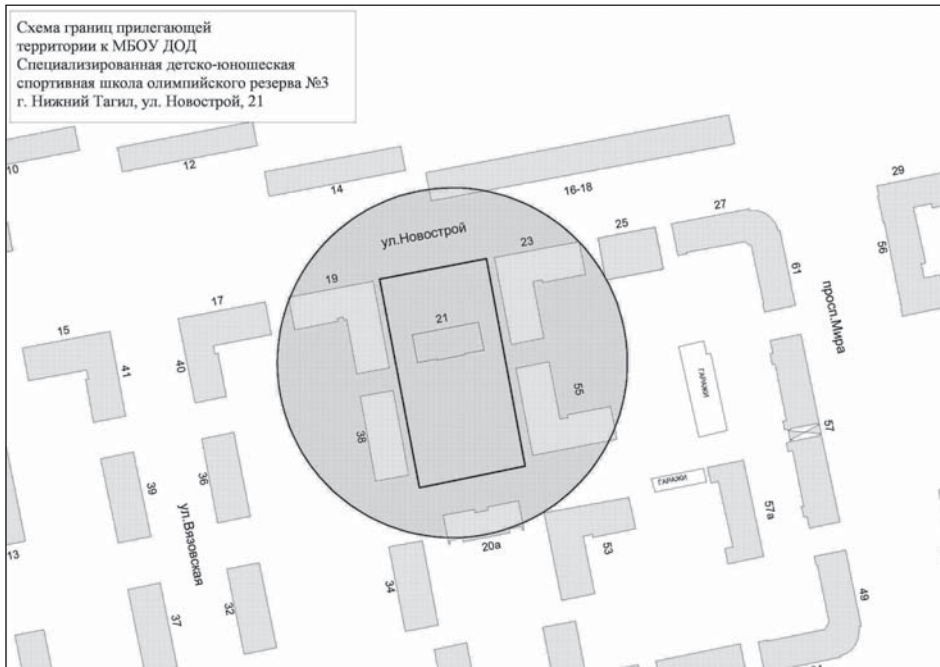 Схема границ прилегающей
территории к МБОУ ДОД
Специализированная детско-юношеская
спортивная школа олимпийского резерва №3
г. Нижний Тагил, ул. Новострой, 21
10
12
14
16-18
29
27
25
23
ул.Новострой
19
17
15
21
56
61
просп.Мира
41
40
38
55
ГАРАЖИ
57
39
36
ГАРАЖИ
57а
ул.Вязовская
13
20а
53
34
32
37
49